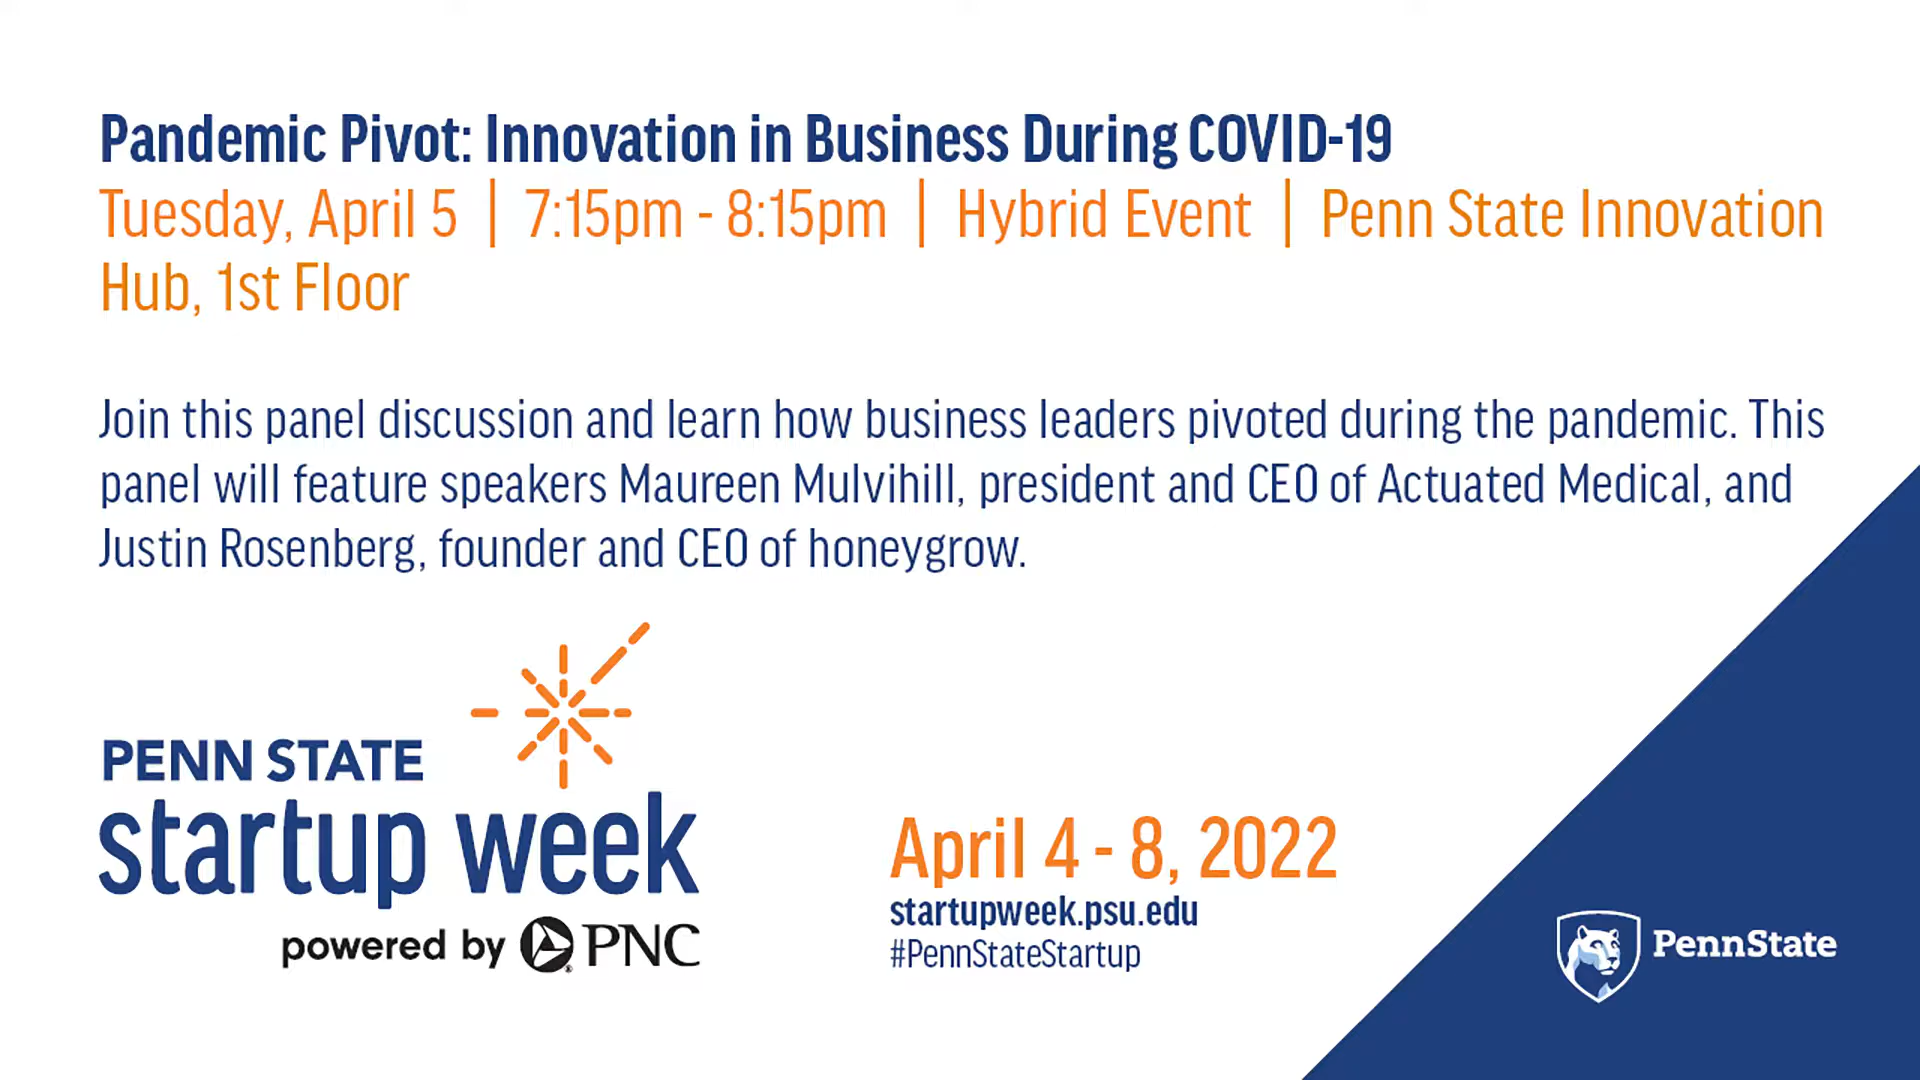 Pandemic Pivot: Innovation in Business During COVID-19
Tuesday, April 5 | 7:15pm - 8:15pm | Hybrid Event | Penn State Innovation
Hub, 1st Floor
Join this panel discussion and learn how business leaders pivoted during the pandemic. This
panel will feature speakers Maureen Mulvihill, president and CEO of Actuated Medical, and
Justin Rosenberg, founder and CEO of honeygrow.
PENN STATE
startup week
powered by PNC
April 4 - 8, 2022
startupweek.psu.edu
#PennStateStartup
PennState